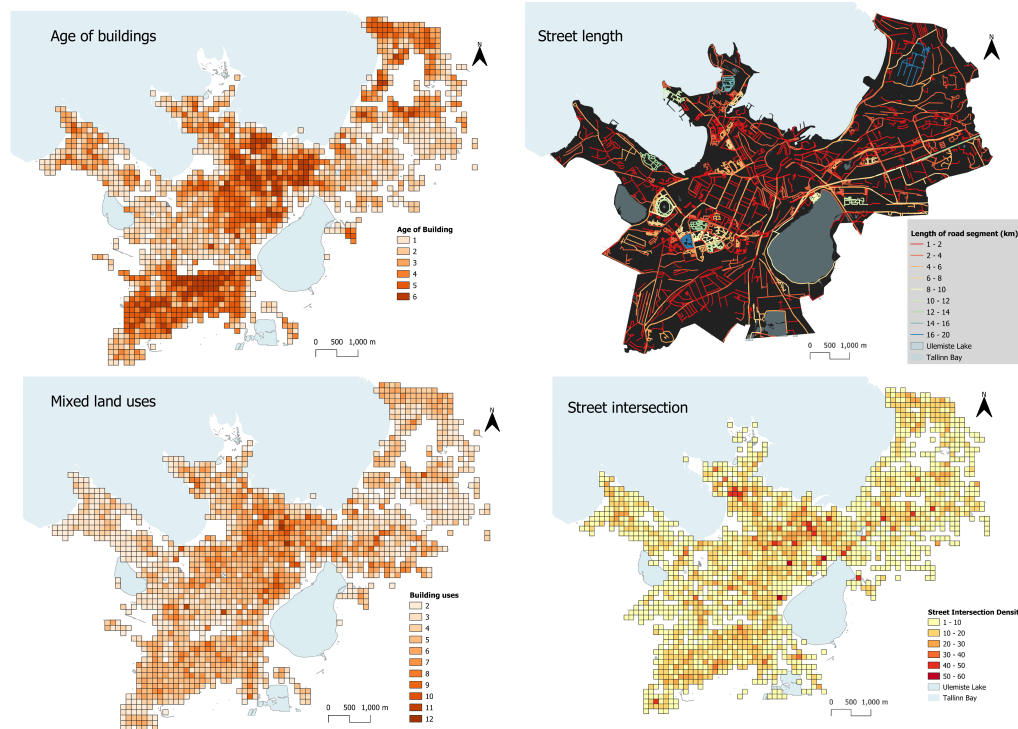 Age of buildings
N
Age of Building
1
2
3
4
5
6
0 500 1,000 m
Street length
N
Length of road segment (km)
1 - 2
2 - 4
4 - 6
6 - 8
8 - 10
10 - 12
12 - 14
14 - 16
16 - 20
Ulemiste Lake
Tallinn Bay
0 500 1,000 m
Mixed land uses
N
Building uses
2
3
4
5
6
7
8
9
10
11
12
0 500 1,000 m
Street intersection
N
Street Intersection Densit
1 - 10
10 - 20
20 - 30
30 - 40
40 - 50
50 - 60
Ulemiste Lake
Tallinn Bay
0 500 1,000 m